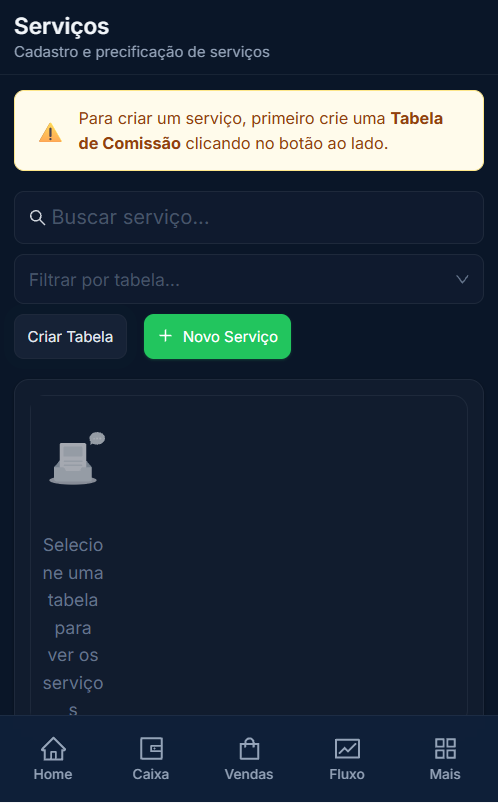 Serviços
Cadastro e precificação de serviços
Para criar um serviço, primeiro crie uma Tabela
de Comissão clicando no botão ao lado.
Buscar serviço...
Filtrar por tabela...
Criar Tabela
Novo Serviço
Selecio
ne uma
tabela
para
ver os
serviço
s
Home
Caixa
Vendas
Fluxo
Mais